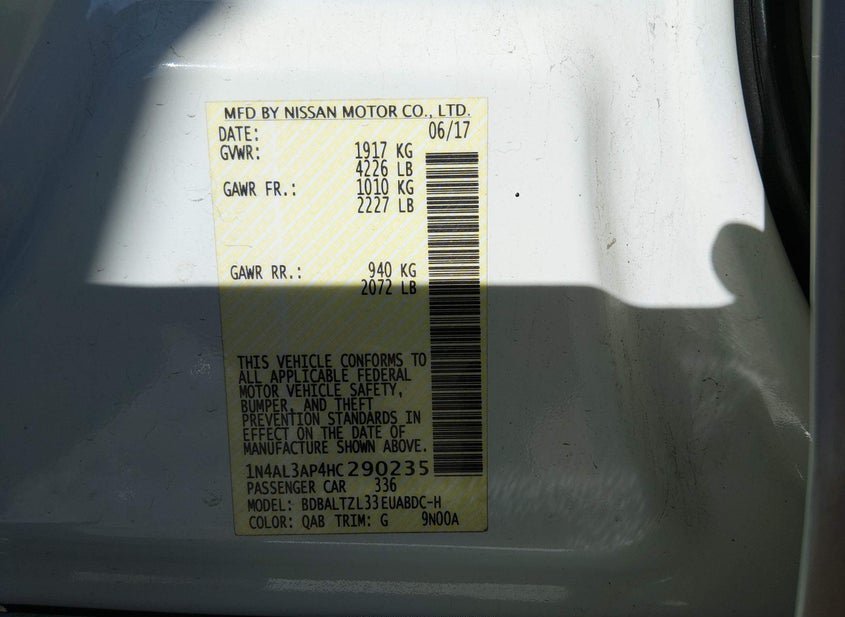 MFD BY NISSAN MOTOR CO., LTD.
DATE: 06/17
GVWR: 1917 KG
4226 LB
GAWR FR.: 1010 KG
2227 LB
GAWR RR.: 940 KG
2072 LB
THIS VEHICLE CONFORMS TO
ALL APPLICABLE FEDERAL
MOTOR VEHICLE SAFETY,
BUMPER, AND THEFT
PREVENTION STANDARDS IN
EFFECT ON THE DATE OF
MANUFACTURE SHOWN ABOVE.
1N4AL3AP4HC290235
PASSENGER CAR 336
MODEL: BDBALTZL33EUABDC-H
COLOR: QAB TRIM: G 9N00A